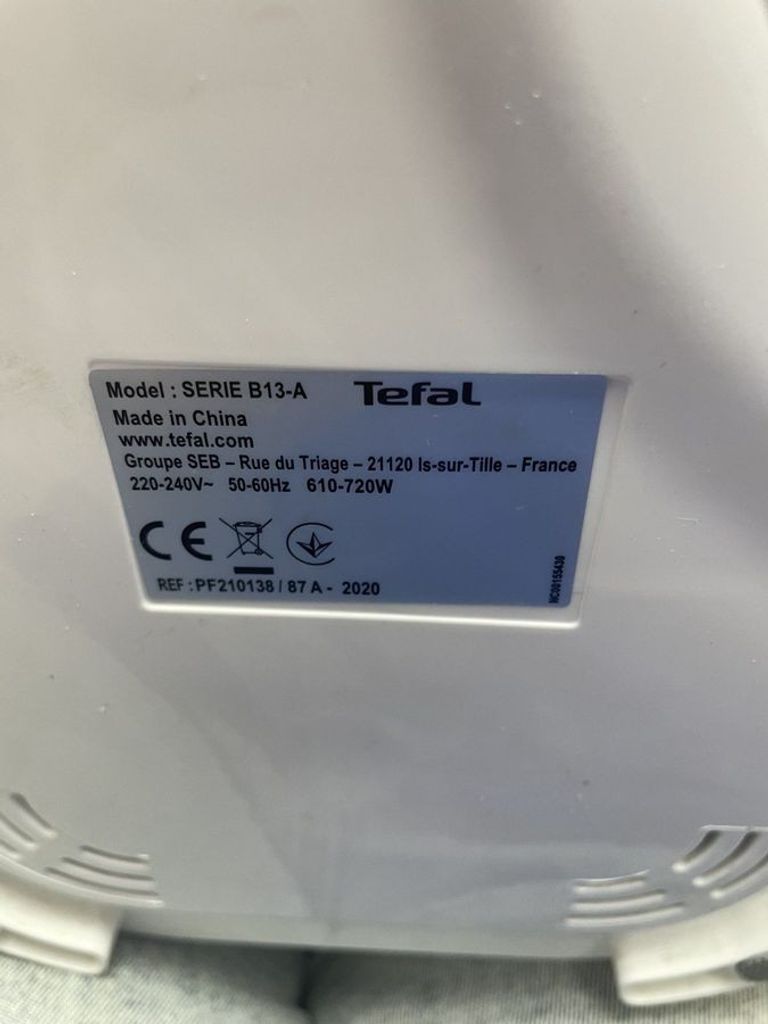 Model : SERIE B13-A Tefal
Made in China
www.tefal.com
Groupe SEB – Rue du Triage – 21120 Is-sur-Tille – France
220-240V~ 50-60Hz 610-720W
CE
REF : PF210138 / 87 A - 2020
NC00155430